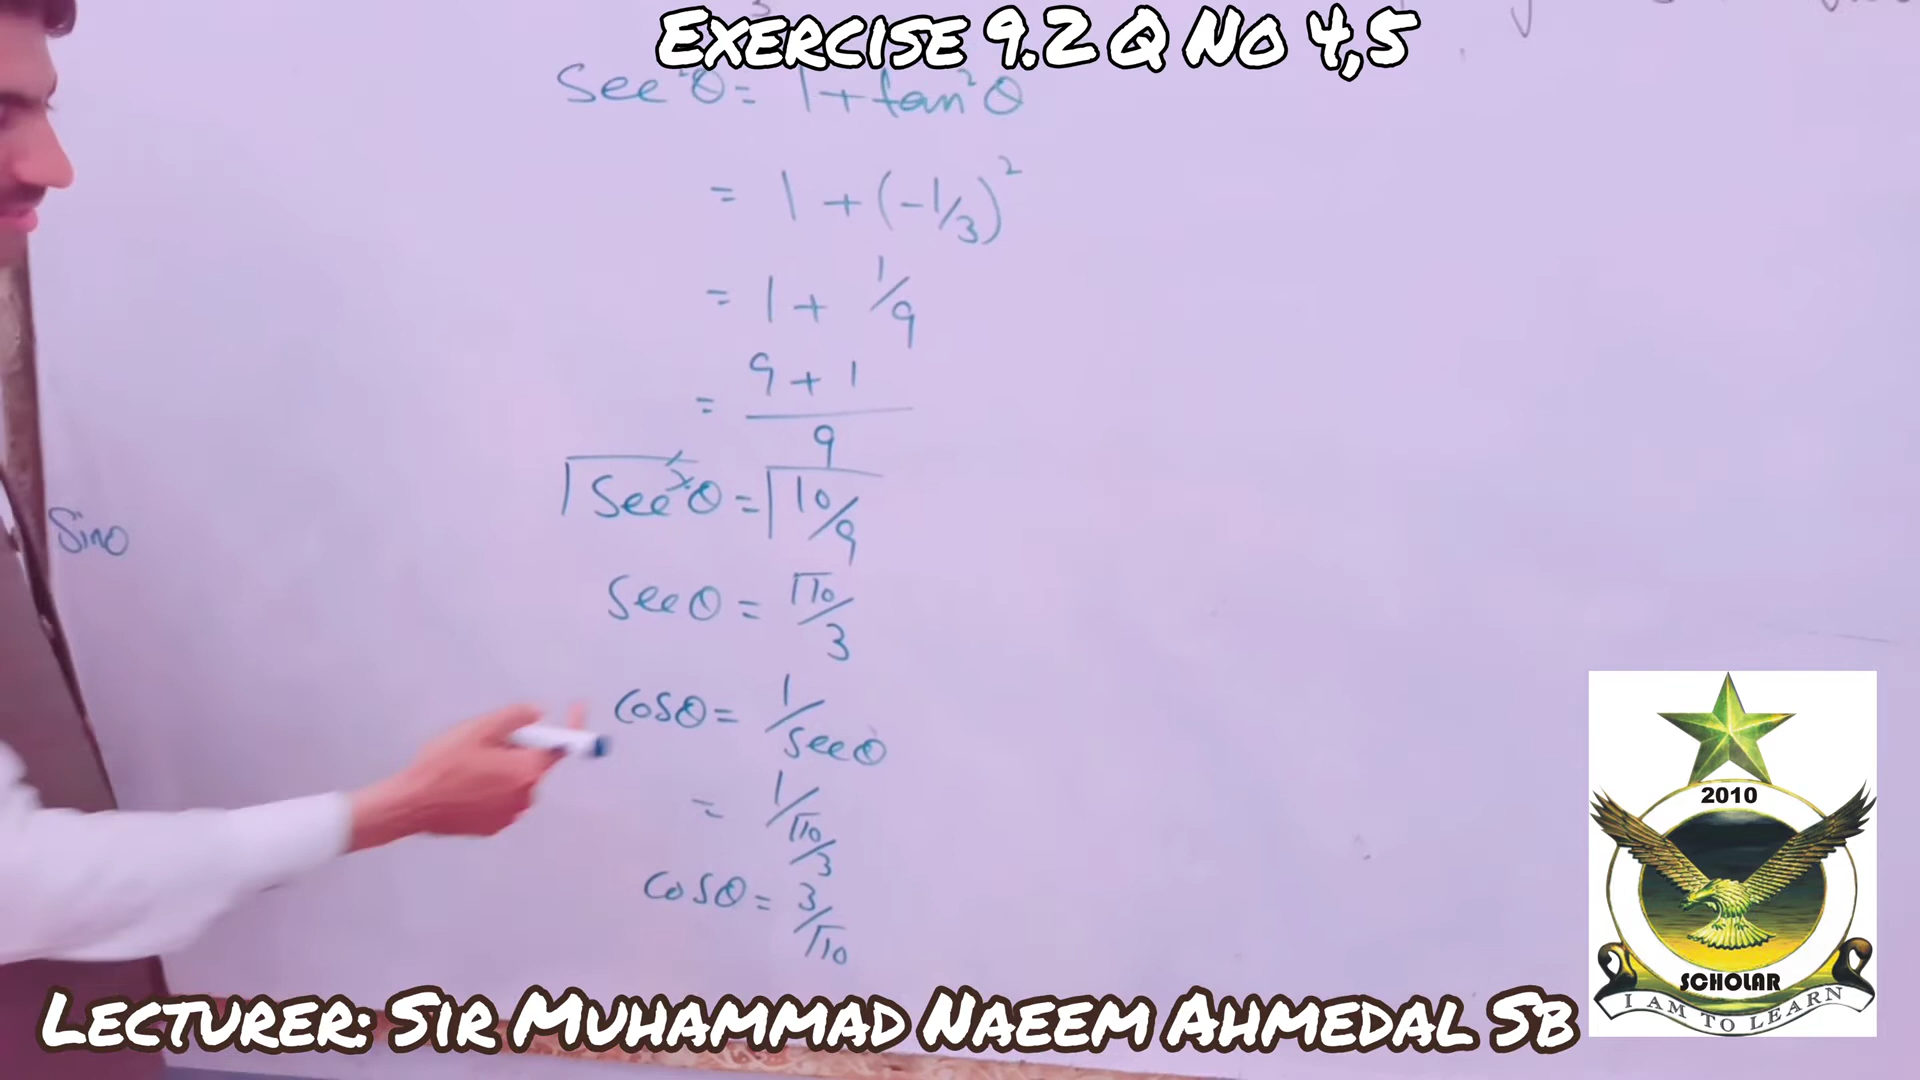 EXERCISE 9.2 Q NO 4,5
Sec²θ = 1 + tan²θ
= 1 + (-1/3)²
= 1 + 1/9
= 9 + 1 / 9
√Sec²θ = √10/9
Secθ = √10/3
Cosθ = 1/Secθ
= 1/√10/3
Cosθ = 3/√10
Sinθ
2010
SCHOLAR
I AM TO LEARN
LECTURER: SIR MUHAMMAD NAEEM AHMEDAL SB